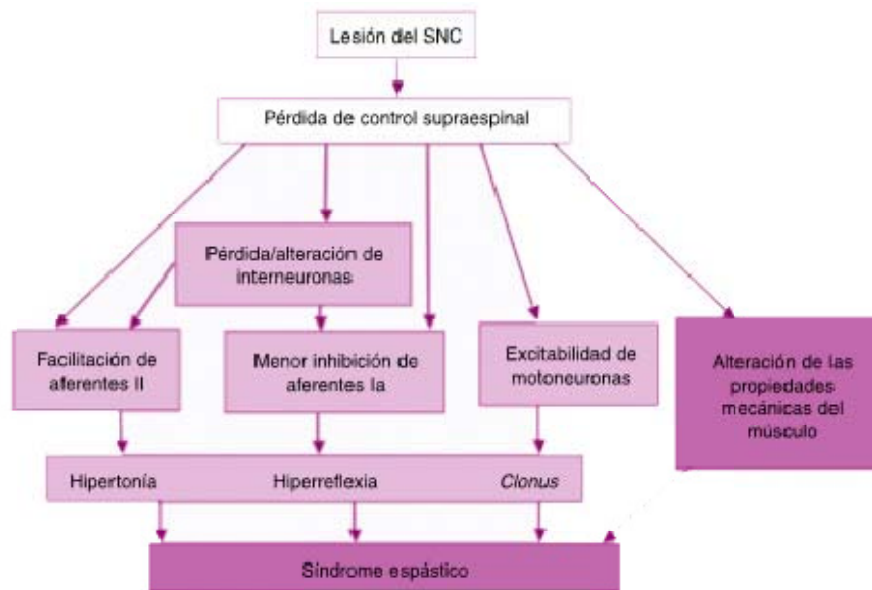 Lesión del SNC
Pérdida de control supraespinal
Pérdida/alteración de
interneuronas
Facilitación de
aferentes II
Menor inhibición de
aferentes Ia
Excitabilidad de
motoneuronas
Alteración de las
propiedades
mecánicas del
músculo
Hipertonía
Hiperreflexia
Clonus
Síndrome espástico